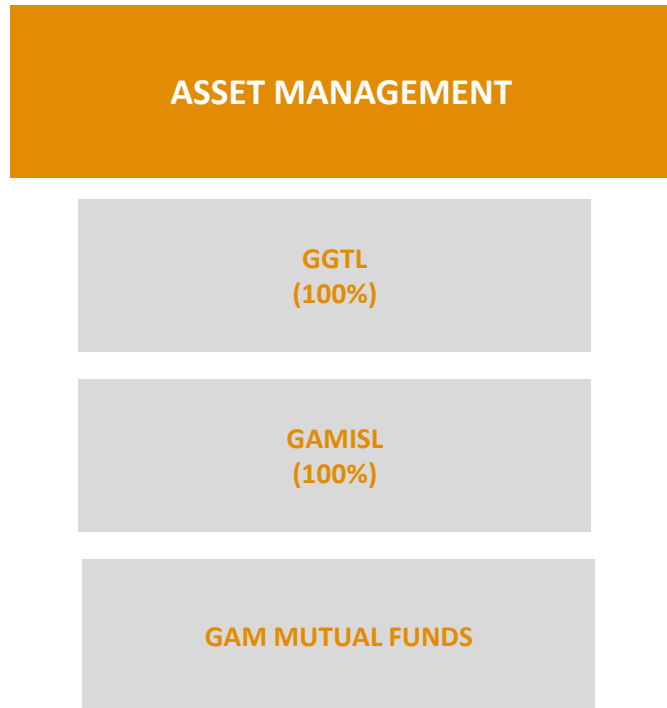 ASSET MANAGEMENT
GGTL
(100%)
GAMISL
(100%)
GAM MUTUAL FUNDS